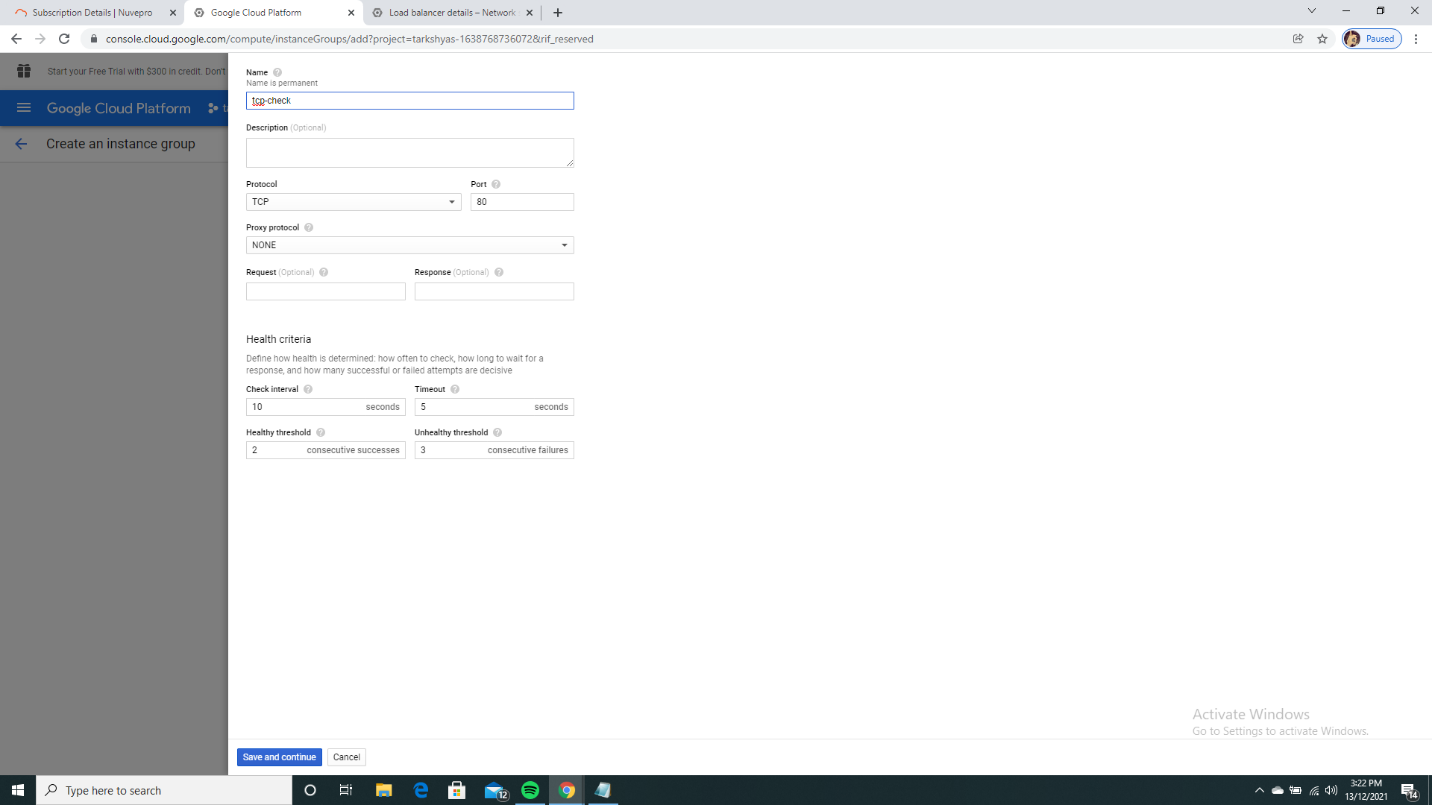 Subscription Details | Nuvepro
Google Cloud Platform
Load balancer details – Network
console.cloud.google.com/compute/instanceGroups/add?project=tarkshyas-1638768736072&rif_reserved
Paused
Start your Free Trial with $300 in credit. Don't
Google Cloud Platform
Create an instance group
Name
Name is permanent
tcp-check
Description (Optional)
Protocol
Port
TCP
80
Proxy protocol
NONE
Request (Optional)
Response (Optional)
Health criteria
Define how health is determined: how often to check, how long to wait for a
response, and how many successful or failed attempts are decisive
Check interval
Timeout
10 seconds
5 seconds
Healthy threshold
Unhealthy threshold
2 consecutive successes
3 consecutive failures
Activate Windows
Go to Settings to activate Windows.
Save and continue
Cancel
Type here to search
12
3:22 PM
13/12/2021
14